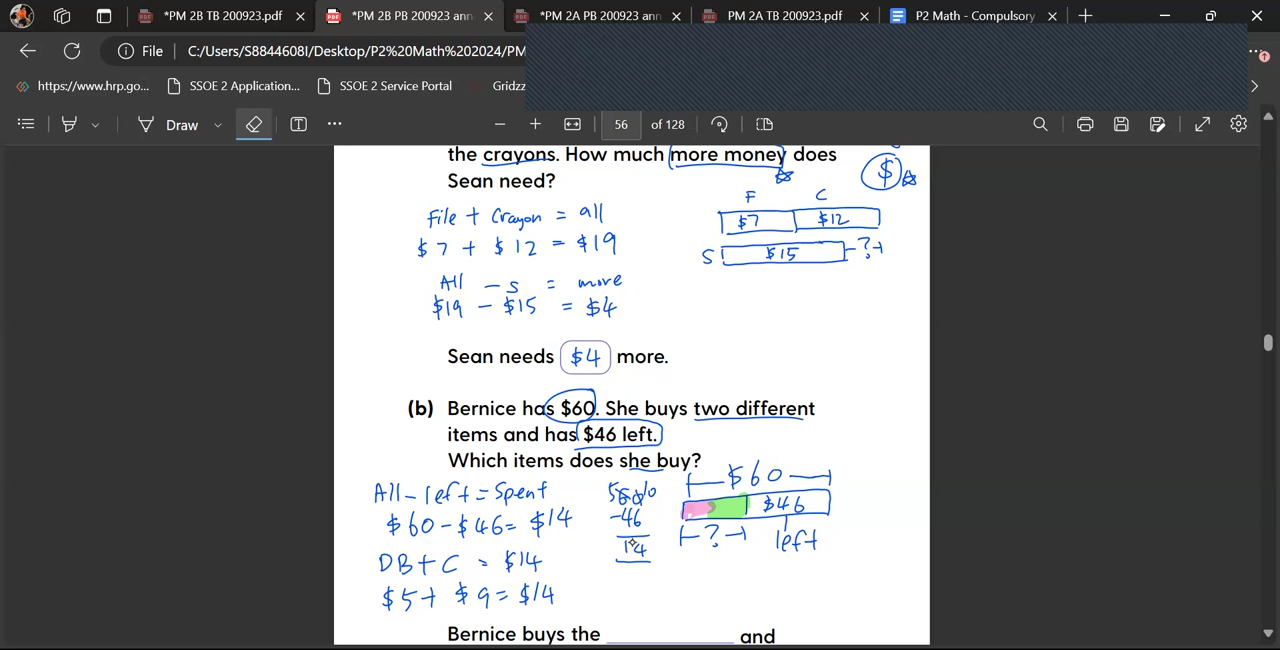 *PM 2B TB 200923.pdf
*PM 2B PB 200923 ann
*PM 2A PB 200923 ann
PM 2A TB 200923.pdf
P2 Math - Compulsory
File C:/Users/S8844608I/Desktop/P2%20Math%202024/PM
https://www.hrp.go... SSOE 2 Application... SSOE 2 Service Portal Gridzz
Draw 56 of 128
the crayons. How much more money does
Sean need?
$
File + Crayon = all
$7 + $12 = $19
All - S = more
$19 - $15 = $4
F C
$7 $12
S $15 ?
Sean needs $4 more.
(b) Bernice has $60. She buys two different
items and has $46 left.
Which items does she buy?
All - left = Spent
$60 - $46 = $14
DB + C = $14
$5 + $9 = $14
-46
14
$60
$46
? left
Bernice buys the and